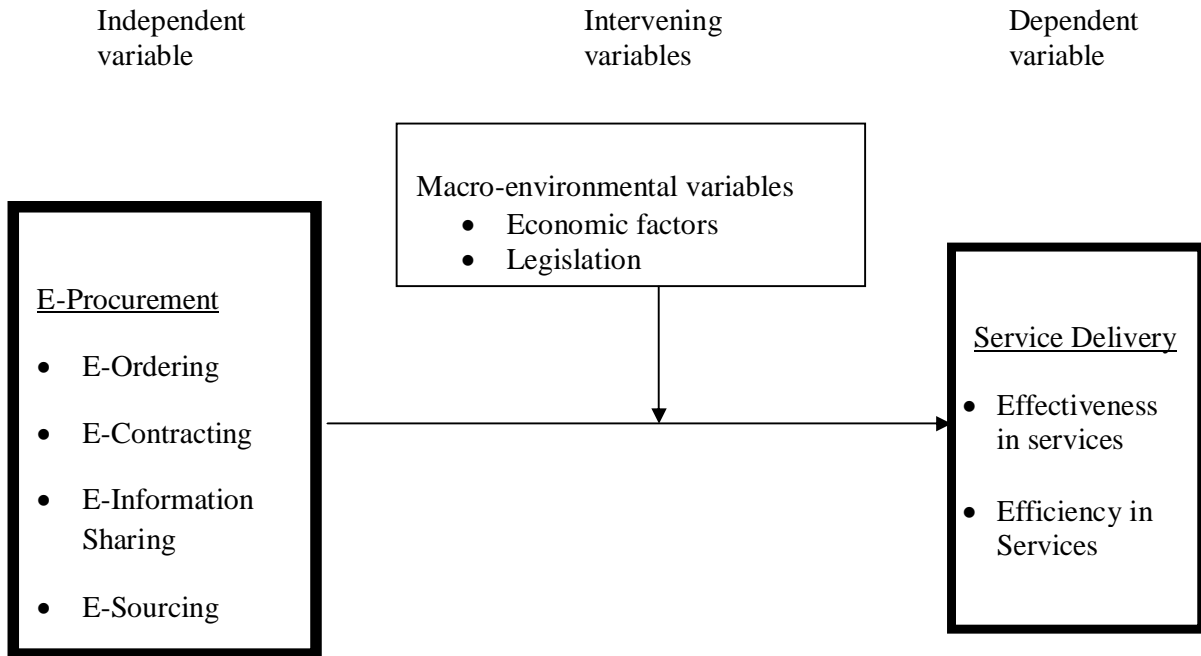 Independent
variable
Intervening
variables
Dependent
variable
Macro-environmental variables
• Economic factors
• Legislation
E-Procurement
• E-Ordering
• E-Contracting
• E-Information
Sharing
• E-Sourcing
Service Delivery
• Effectiveness
in services
• Efficiency in
Services